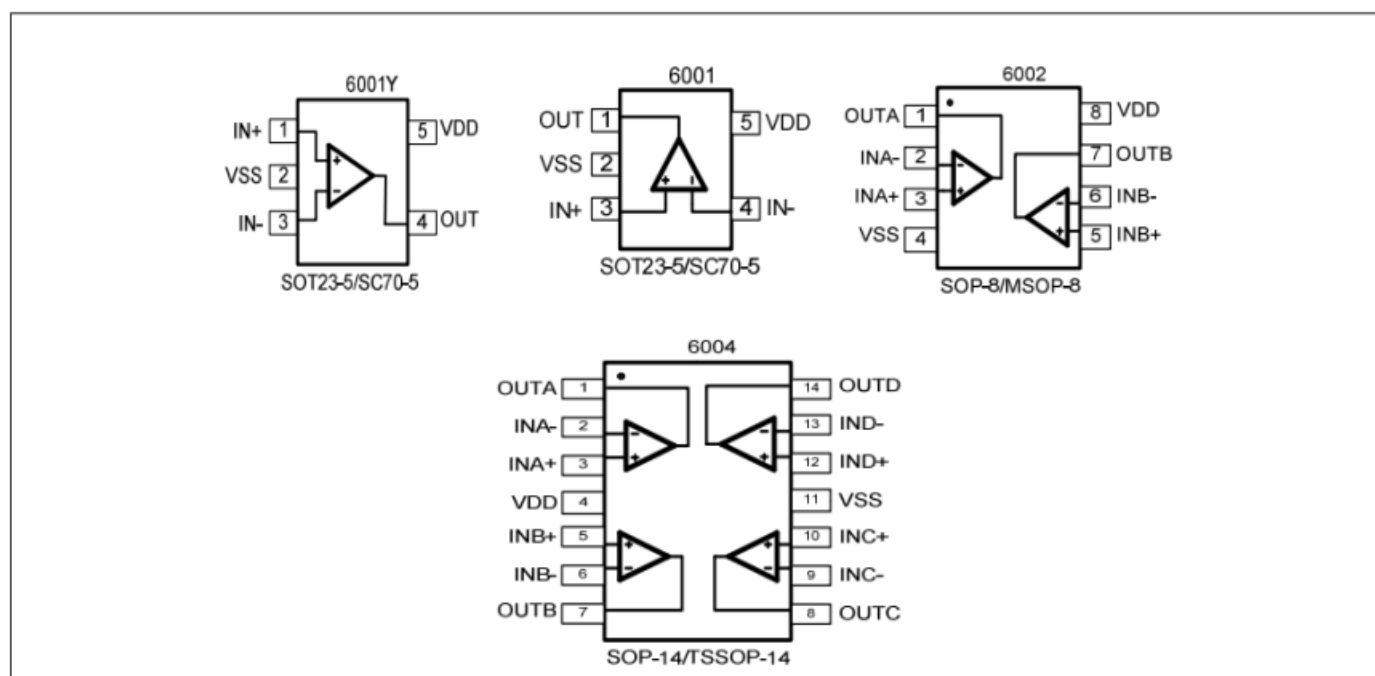 6001Y
IN+ 1 5 VDD
VSS 2
IN- 3 4 OUT
+
-
SOT23-5/SC70-5
6001
OUT 1 5 VDD
VSS 2
IN+ 3 4 IN-
+ -
SOT23-5/SC70-5
6002
OUTA 1 8 VDD
INA- 2 7 OUTB
INA+ 3 6 INB-
VSS 4 5 INB+
- +
- +
SOP-8/MSOP-8
6004
OUTA 1 14 OUTD
INA- 2 - - 13 IND-
INA+ 3 + + 12 IND+
VDD 4 11 VSS
INB+ 5 + + 10 INC+
INB- 6 - - 9 INC-
OUTB 7 8 OUTC
SOP-14/TSSOP-14